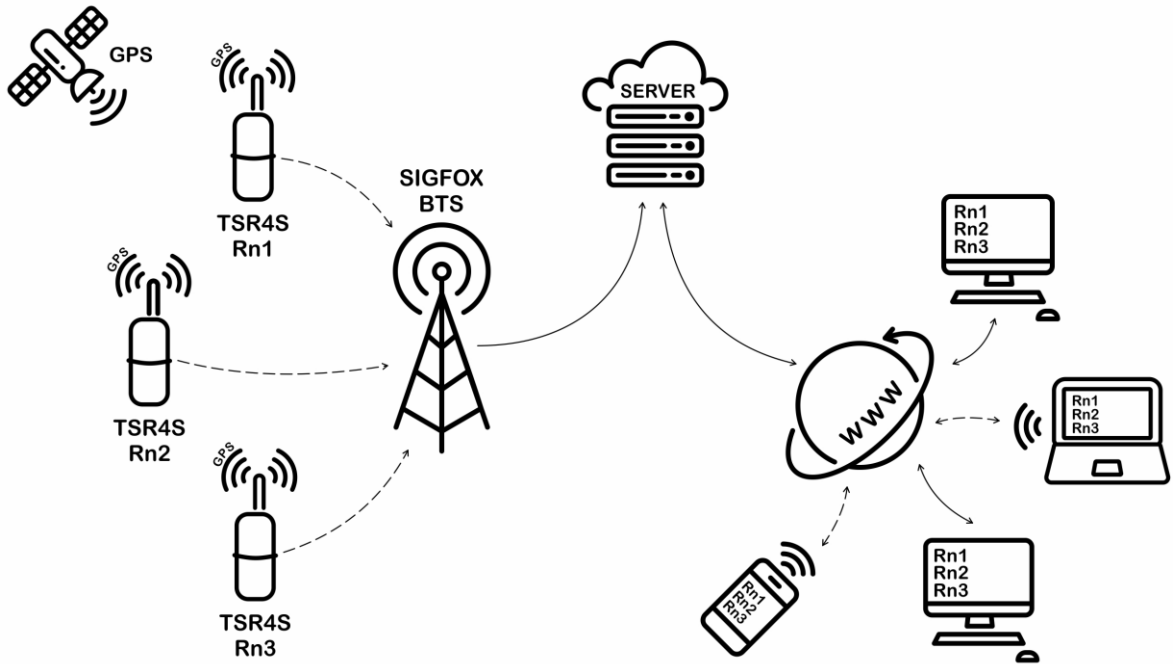 GPS
GPS
TSR4S
Rn1
GPS
TSR4S
Rn2
GPS
TSR4S
Rn3
SIGFOX
BTS
SERVER
WWW
Rn1
Rn2
Rn3
Rn1
Rn2
Rn3
Rn1
Rn2
Rn3
Rn1
Rn2
Rn3